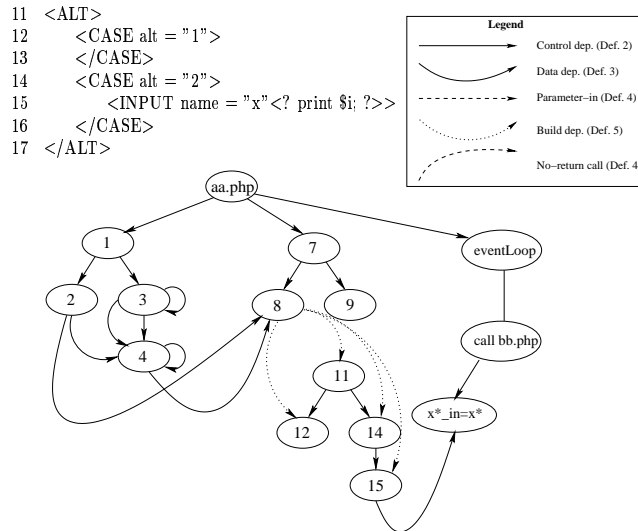 11 <ALT>
12 <CASE alt = "1">
13 </CASE>
14 <CASE alt = "2">
15 <INPUT name = "x"<? print $i; ?>>
16 </CASE>
17 </ALT>
Legend
Control dep. (Def. 2)
Data dep. (Def. 3)
Parameter–in (Def. 4)
Build dep. (Def. 5)
No–return call (Def. 4
aa.php
1
7
eventLoop
2
3
8
9
4
call bb.php
11
12
14
x*_in=x*
15